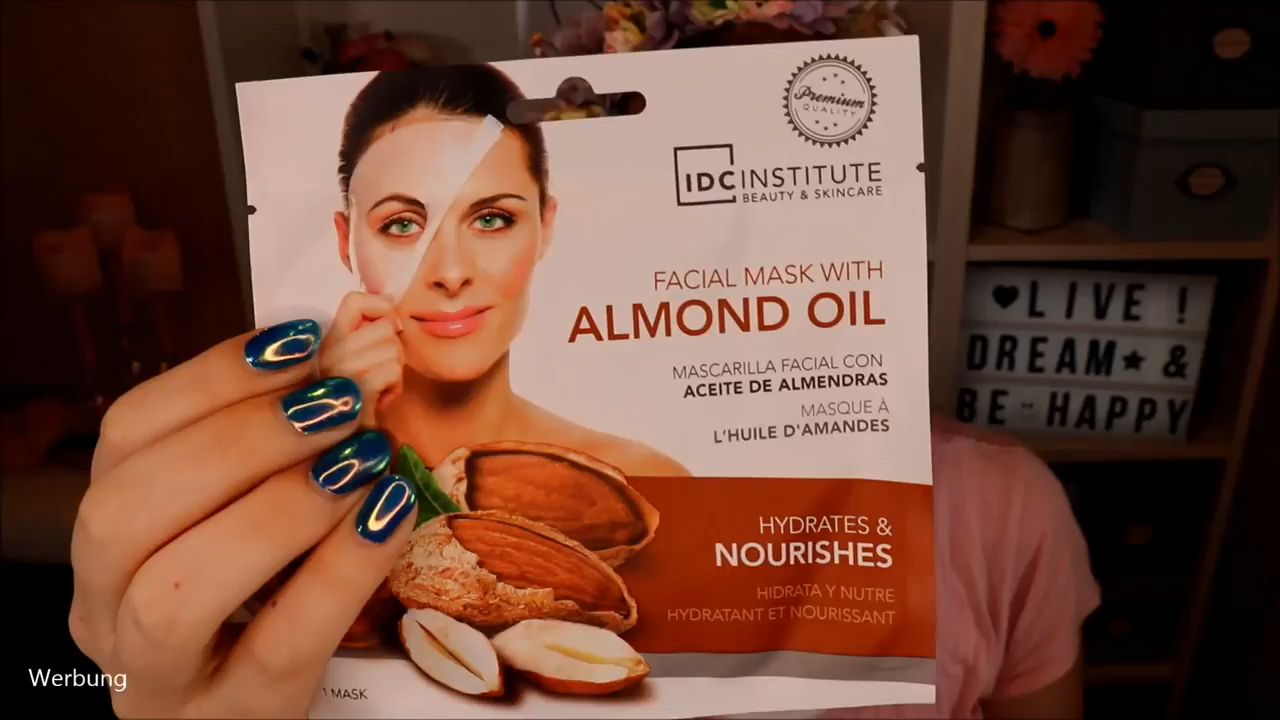 Premium
QUALITY
IDC INSTITUTE
BEAUTY & SKINCARE
FACIAL MASK WITH
ALMOND OIL
MASCARILLA FACIAL CON
ACEITE DE ALMENDRAS
MASQUE À
L'HUILE D'AMANDES
HYDRATES &
NOURISHES
HIDRATA Y NUTRE
HYDRATANT ET NOURISSANT
1 MASK
♥LIVE !
DREAM★ &
BE - HAPPY
Werbung